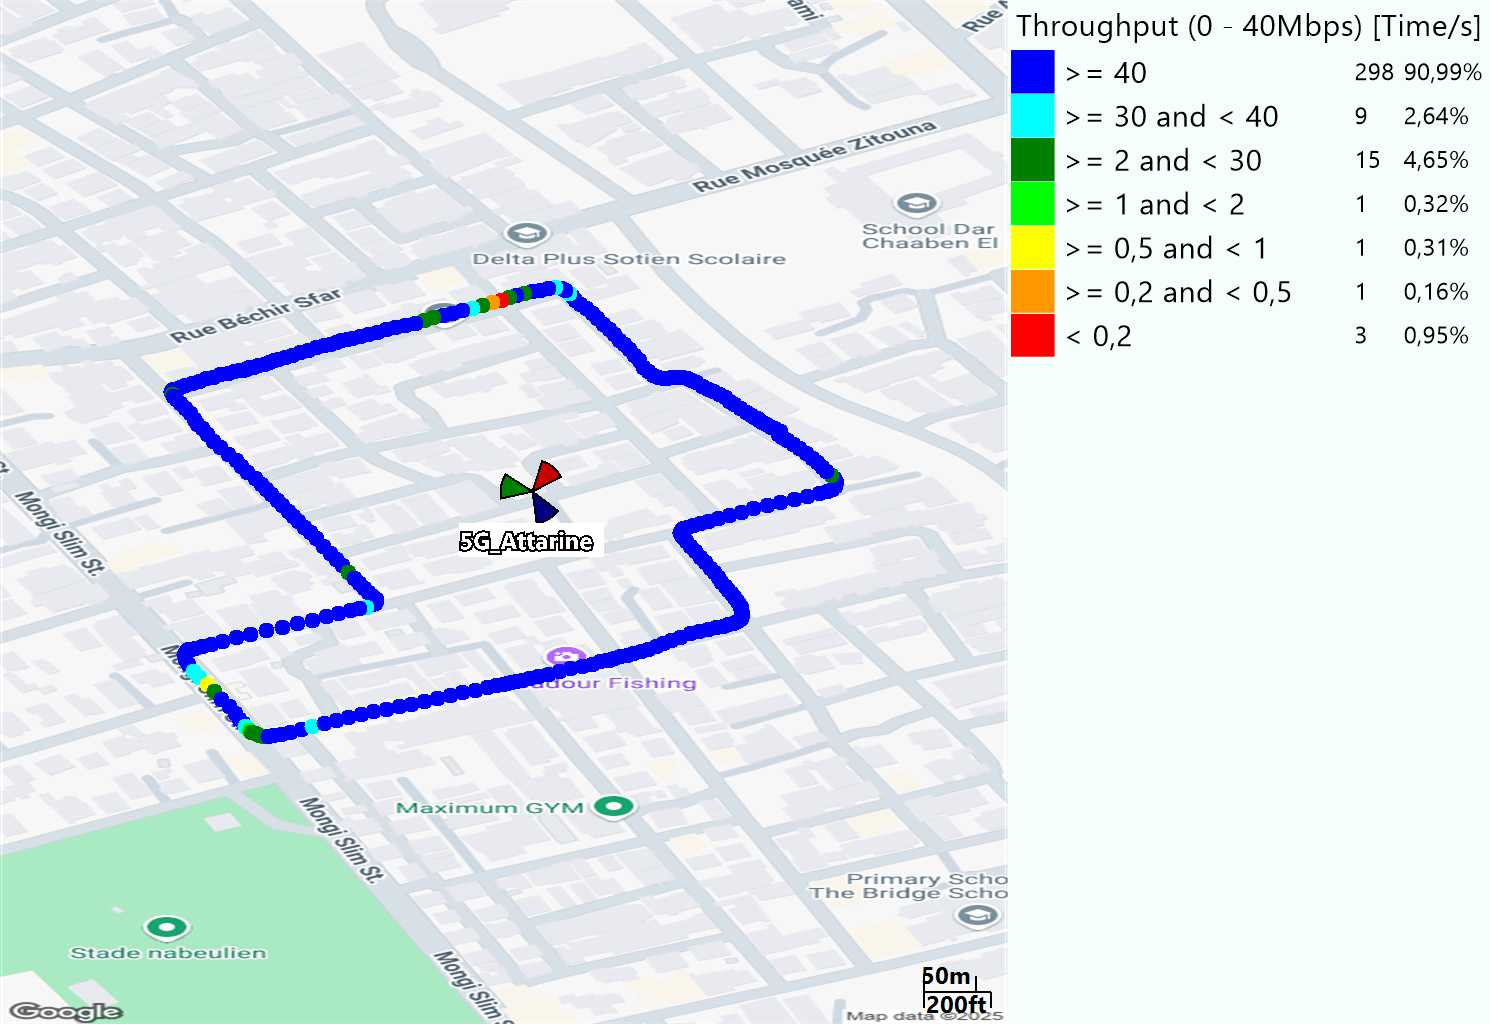 Throughput (0 - 40Mbps) [Time/s]
>= 40 298 90,99%
>= 30 and < 40 9 2,64%
>= 2 and < 30 15 4,65%
>= 1 and < 2 1 0,32%
>= 0,5 and < 1 1 0,31%
>= 0,2 and < 0,5 1 0,16%
< 0,2 3 0,95%
Rue Mosquée Zitouna
School Dar
Chaaben El
Delta Plus Sotien Scolaire
Rue Béchir Sfar
Mongi Slim St.
5G_Attarine
adour Fishing
Maximum GYM
Mongi Slim St.
Primary Scho
The Bridge Scho
Stade nabeulien
Mongi Slim S
50m
200ft
Google
Map data ©2025